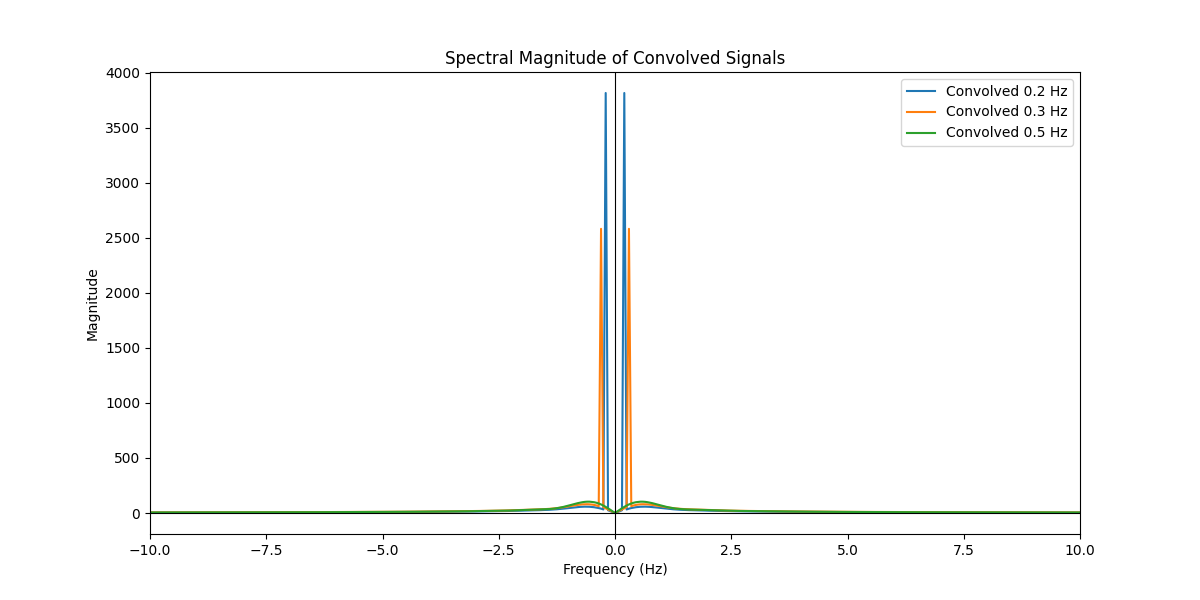 Spectral Magnitude of Convolved Signals
Convolved 0.2 Hz
Convolved 0.3 Hz
Convolved 0.5 Hz
Magnitude
4000
3500
3000
2500
2000
1500
1000
500
0
−10.0 −7.5 −5.0 −2.5 0.0 2.5 5.0 7.5 10.0
Frequency (Hz)